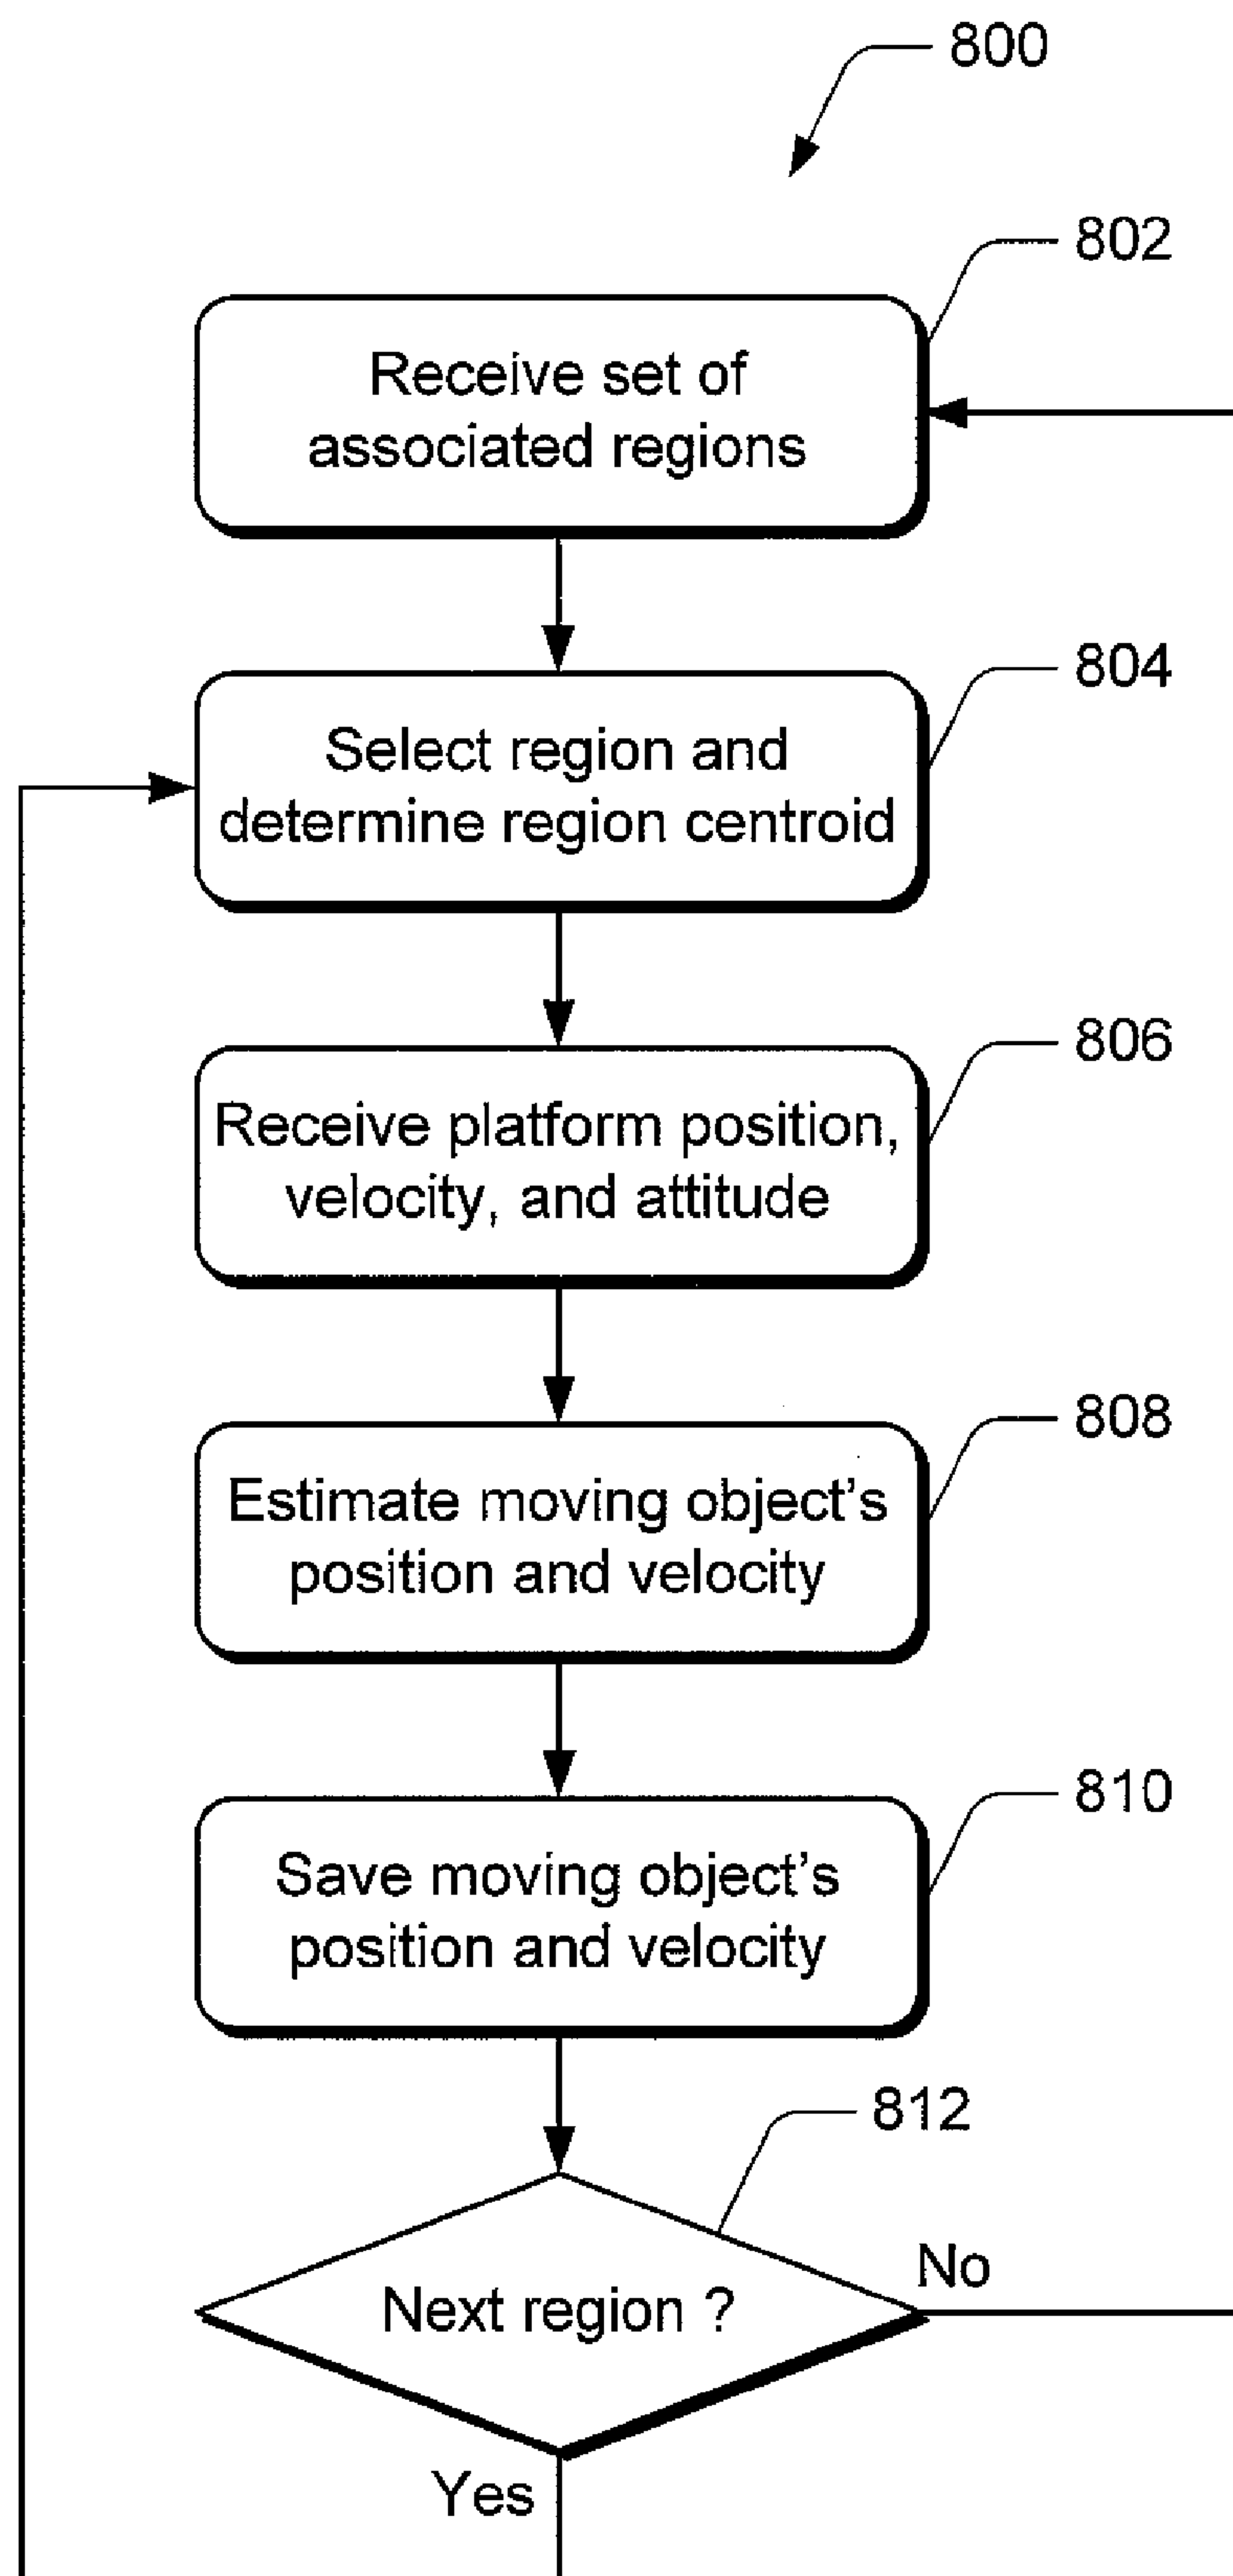 800
802
Receive set of
associated regions
804
Select region and
determine region centroid
806
Receive platform position,
velocity, and attitude
808
Estimate moving object's
position and velocity
810
Save moving object's
position and velocity
812
Next region ?
No
Yes